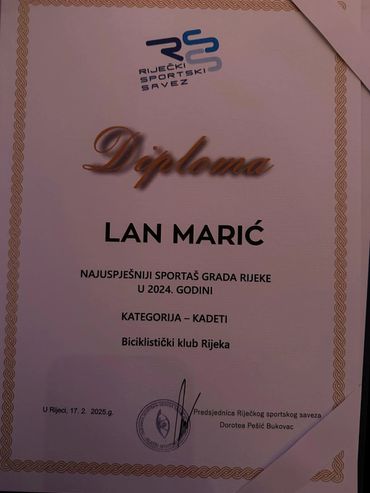 RSS
RIJEČKI
SPORTSKI
SAVEZ
Diploma
LAN MARIĆ
NAJUSPJEŠNIJI SPORTAŠ GRADA RIJEKE
U 2024. GODINI
KATEGORIJA – KADETI
Biciklistički klub Rijeka
U Rijeci, 17. 2. 2025.g.
Predsjednica Riječkog sportskog saveza
Dorotea Pešić Bukovac